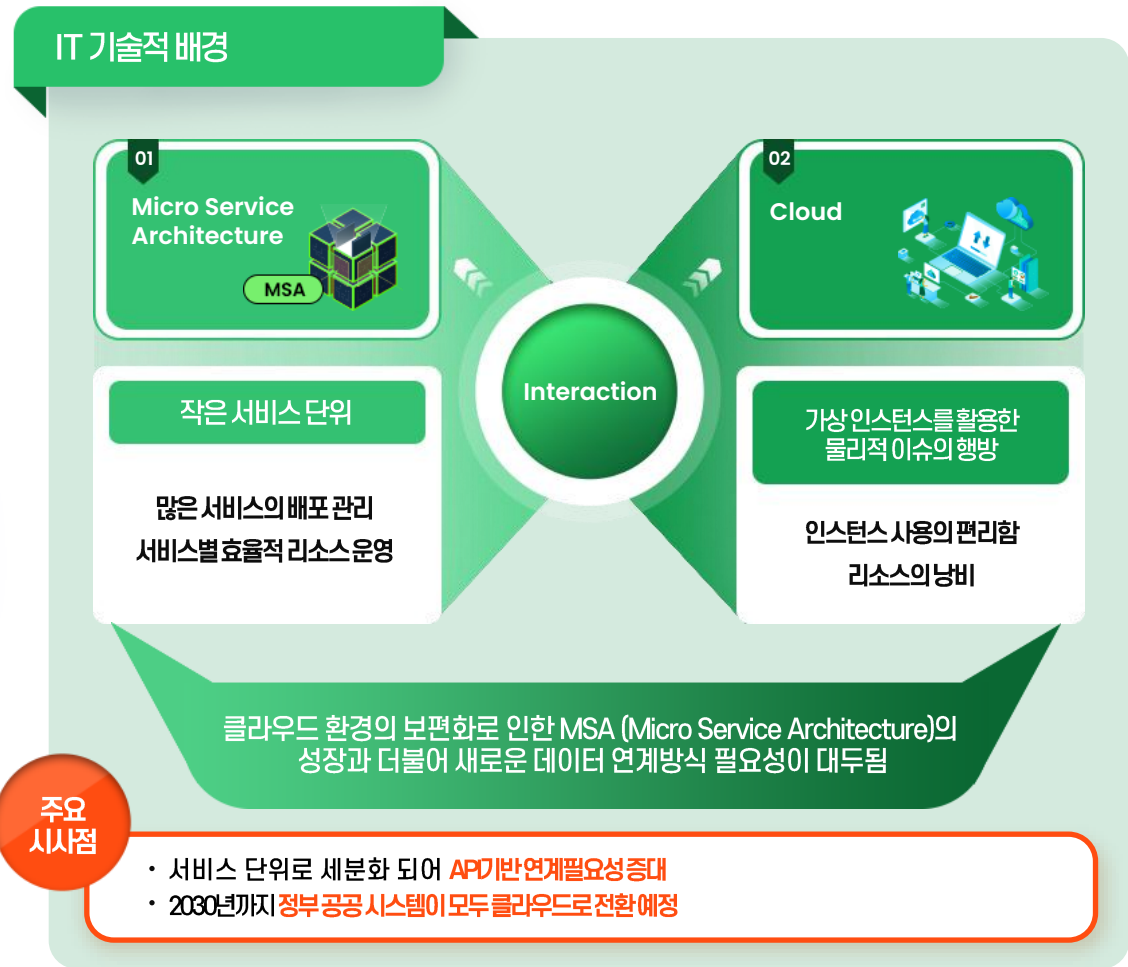 IT 기술적 배경
01
Micro Service
Architecture
MSA
작은 서비스 단위
많은 서비스의 배포 관리
서비스별 효율적 리소스 운영
Interaction
02
Cloud
가상 인스턴스를 활용한
물리적 이슈의 행방
인스턴스 사용의 편리함
리소스의 낭비
클라우드 환경의 보편화로 인한 MSA (Micro Service Architecture)의
성장과 더불어 새로운 데이터 연계방식 필요성이 대두됨
주요
시사점
• 서비스 단위로 세분화 되어 API기반 연계필요성 증대
• 2030년까지 정부 공공 시스템이 모두 클라우드로 전환 예정